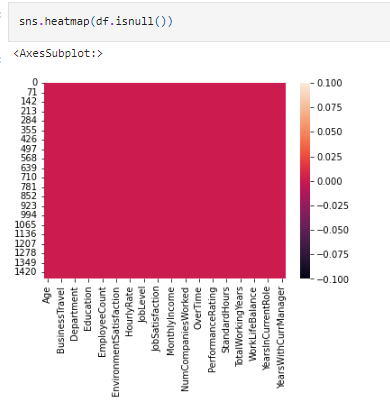 sns.heatmap(df.isnull())
<AxesSubplot:>
0
71
142
213
284
355
426
497
568
639
710
781
852
923
994
1065
1136
1207
1278
1349
1420
0.100
0.075
0.050
0.025
0.000
-0.025
-0.050
-0.075
-0.100
Age
BusinessTravel
Department
Education
EmployeeCount
EnvironmentSatisfaction
HourlyRate
JobLevel
JobSatisfaction
MonthlyIncome
NumCompaniesWorked
OverTime
PerformanceRating
StandardHours
TotalWorkingYears
WorkLifeBalance
YearsInCurrentRole
YearsWithCurrManager